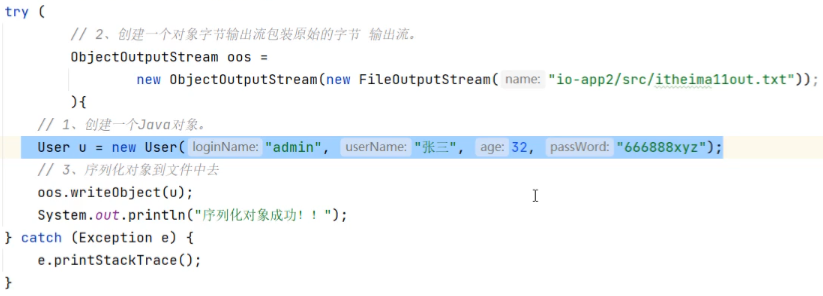 try (
// 2、创建一个对象字节输出流包装原始的字节 输出流。
ObjectOutputStream oos =
new ObjectOutputStream(new FileOutputStream( name: "io-app2/src/itheima11out.txt"));
){
// 1、创建一个Java对象。
User u = new User( loginName: "admin", userName: "张三", age: 32, passWord: "666888xyz");
// 3、序列化对象到文件中去
oos.writeObject(u);
System.out.println("序列化对象成功！！");
} catch (Exception e) {
e.printStackTrace();
}